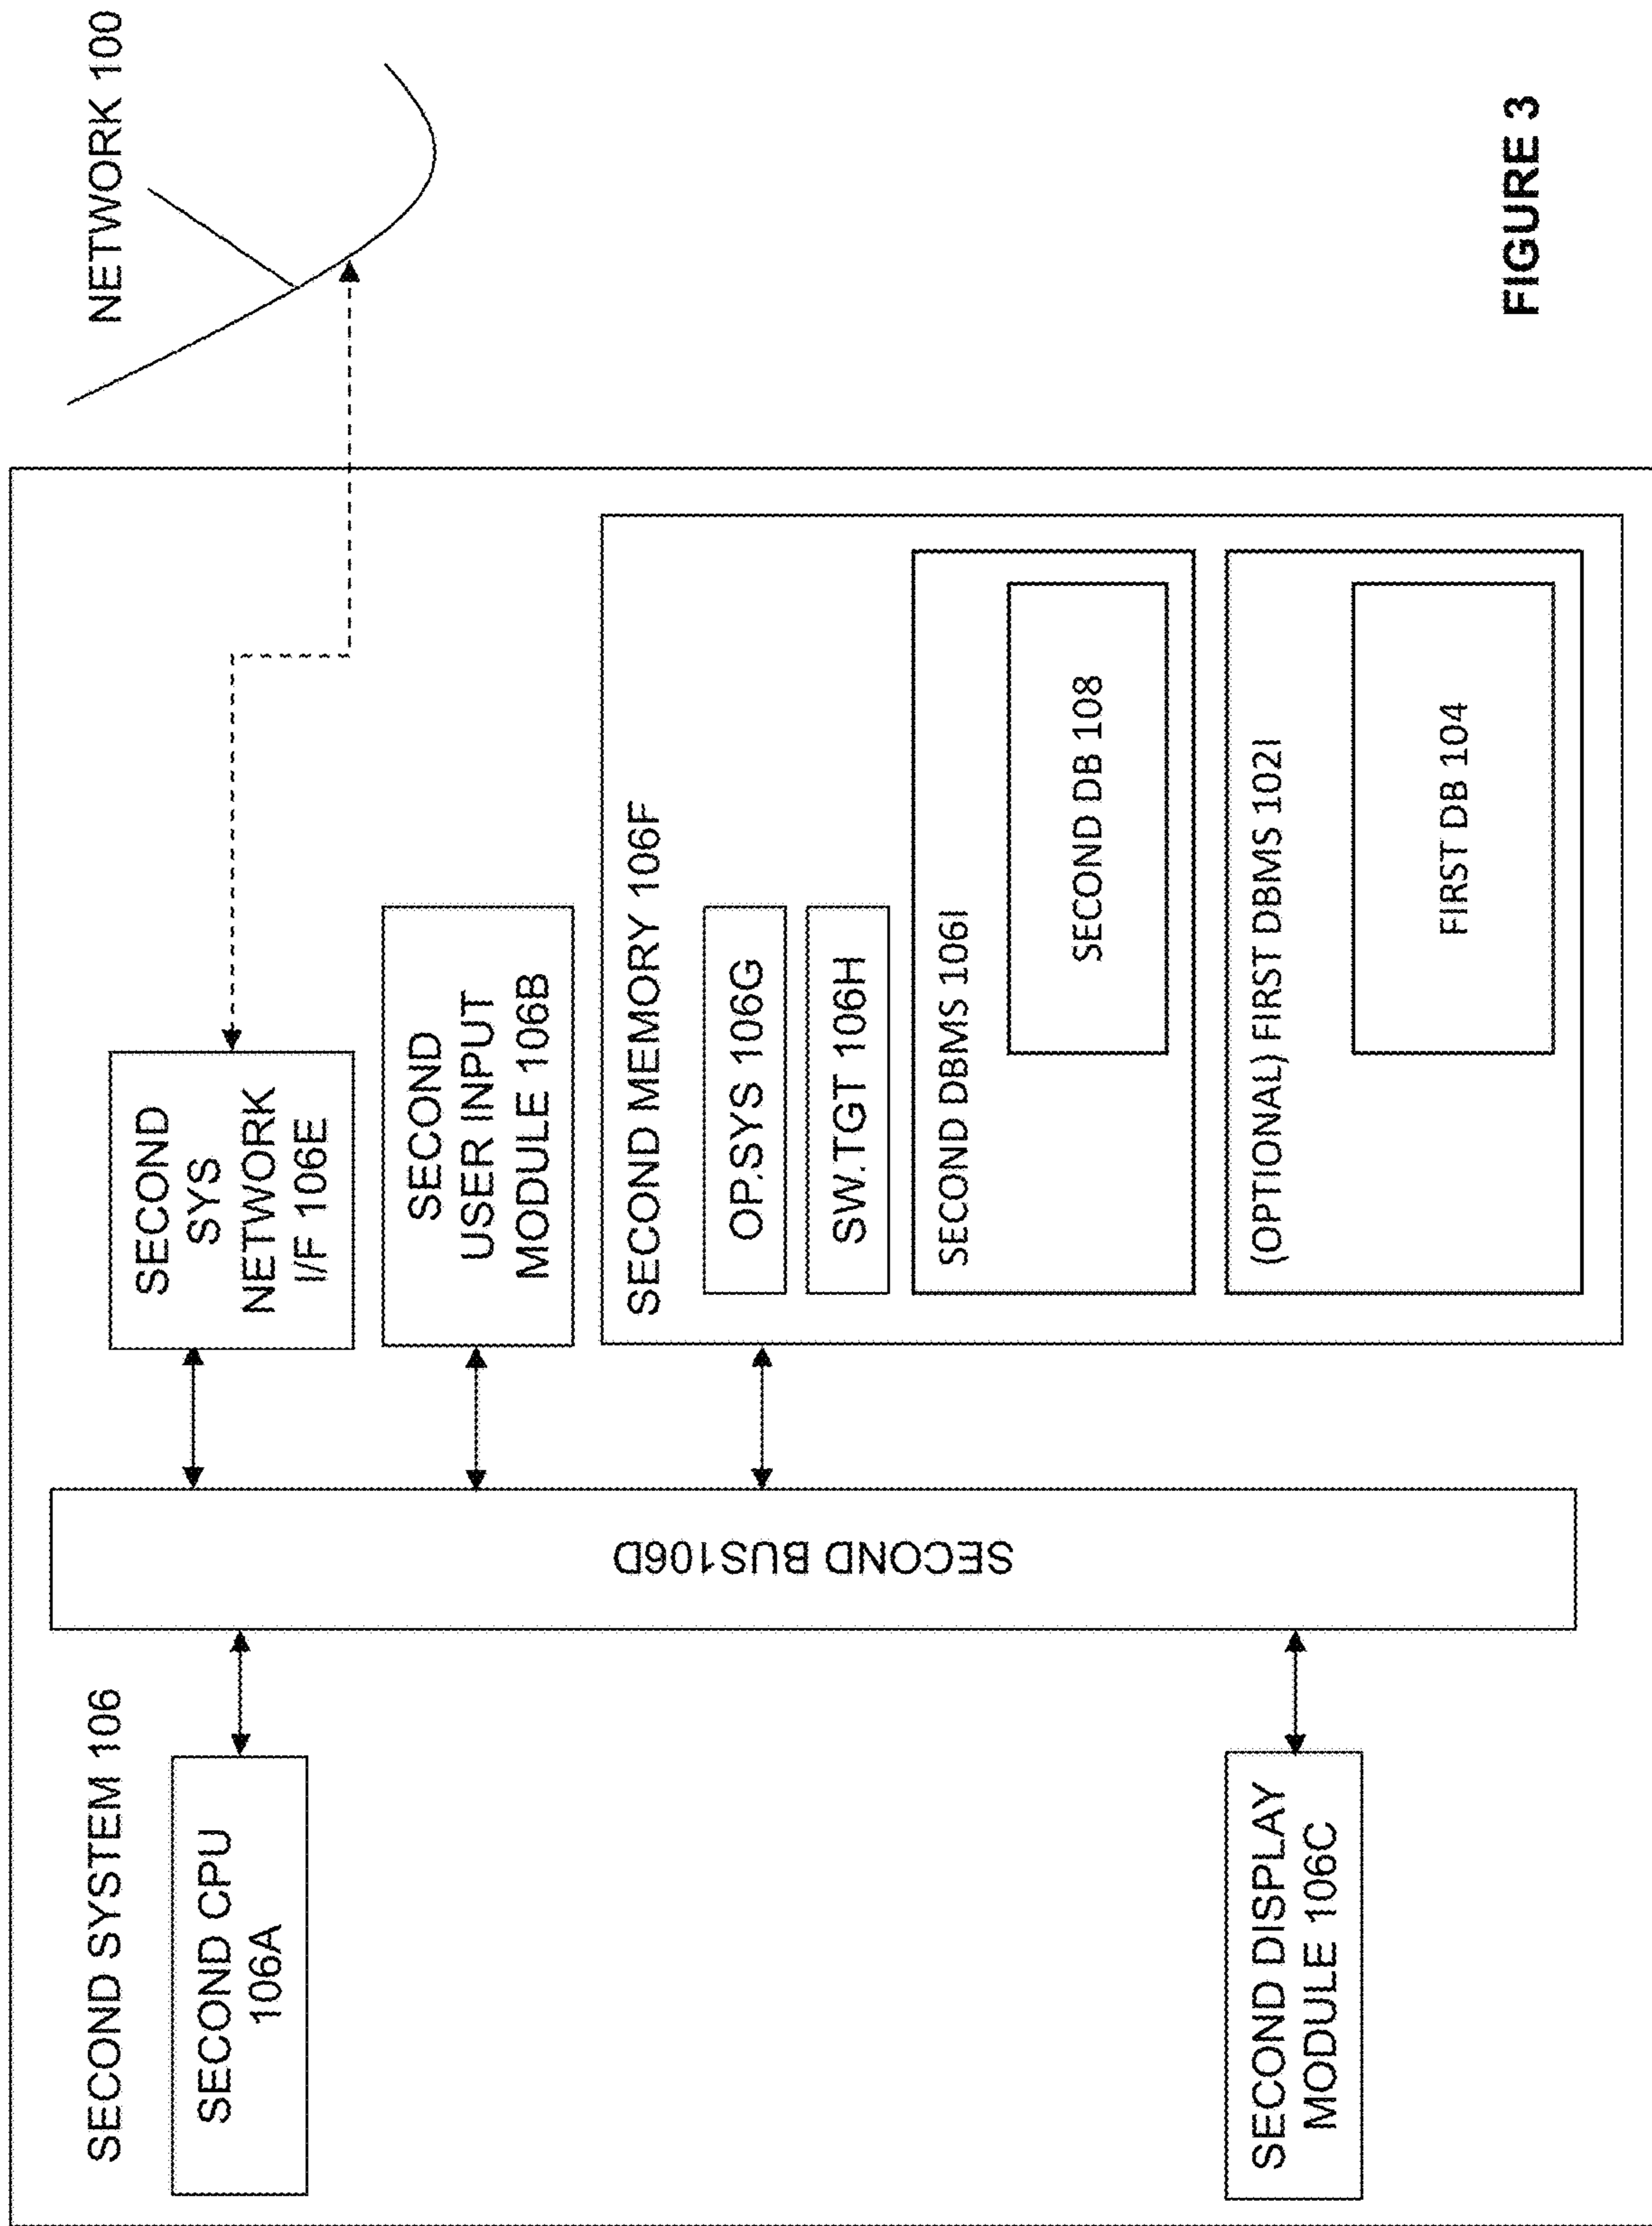 SECOND SYSTEM 106
NETWORK 100
SECOND CPU
106A
SECOND
SYS
NETWORK
I/F 106E
SECOND
USER INPUT
MODULE 106B
SECOND BUS106D
SECOND MEMORY 106F
OP.SYS 106G
SW.TGT 106H
SECOND DBMS 106I
SECOND DB 108
(OPTIONAL) FIRST DBMS 102I
FIRST DB 104
SECOND DISPLAY
MODULE 106C
FIGURE 3